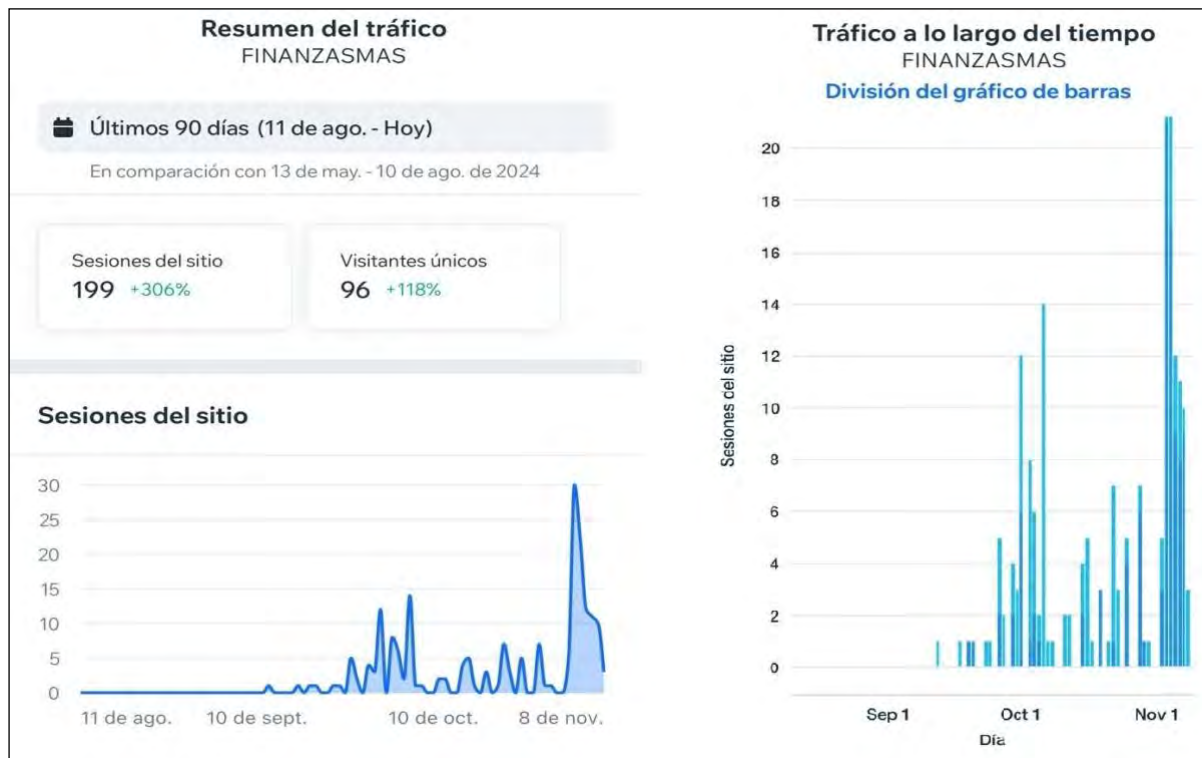 Resumen del tráfico
FINANZASMAS
Últimos 90 días (11 de ago. - Hoy)
En comparación con 13 de may. - 10 de ago. de 2024
Sesiones del sitio
199 +306%
Visitantes únicos
96 +118%
Sesiones del sitio
30
25
20
15
10
5
0
11 de ago. 10 de sept. 10 de oct. 8 de nov.
Tráfico a lo largo del tiempo
FINANZASMAS
División del gráfico de barras
Sesiones del sitio
20
18
16
14
12
10
8
6
4
2
0
Sep 1 Oct 1 Nov 1
Día